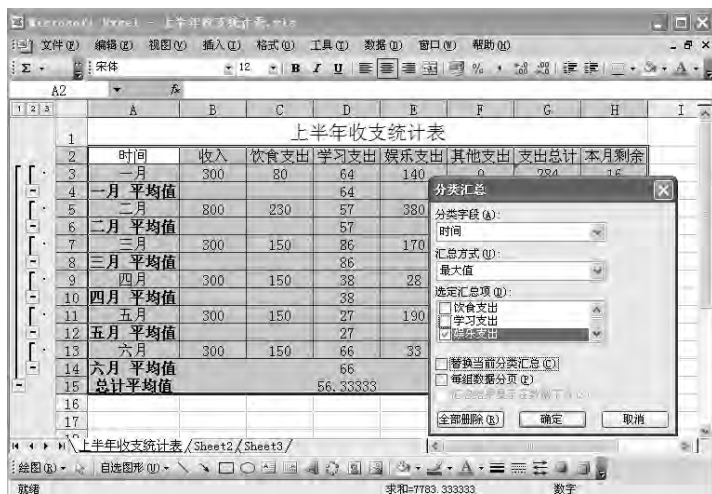 Microsoft Excel - 上半年收支统计表.xls
文件(F) 编辑(E) 视图(V) 插入(I) 格式(O) 工具(T) 数据(D) 窗口(W) 帮助(H)
Σ 宋体 12 B I U % A
A2 fx
1 2 3 A B C D E F G H I
1 上半年收支统计表
2 时间 收入 饮食支出 学习支出 娱乐支出 其他支出 支出总计 本月剩余
3 一月 300 80 64 140 0 284 16
4 一月 平均值 64
5 二月 800 230 57 380
6 二月 平均值 57
7 三月 300 150 86 170
8 三月 平均值 86
9 四月 300 150 38 28
10 四月 平均值 38
11 五月 300 150 27 190
12 五月 平均值 27
13 六月 300 150 66 33
14 六月 平均值 66
15 总计平均值 56.33333
16
17
分类汇总
分类字段(A):
时间
汇总方式(U):
最大值
选定汇总项(D):
饮食支出
学习支出
娱乐支出
替换当前分类汇总(C)
每组数据分页(P)
全部删除(R) 确定 取消
上半年收支统计表 Sheet2 Sheet3
绘图(R) 自选图形(U) A
就绪 求和=7783.333333 数字